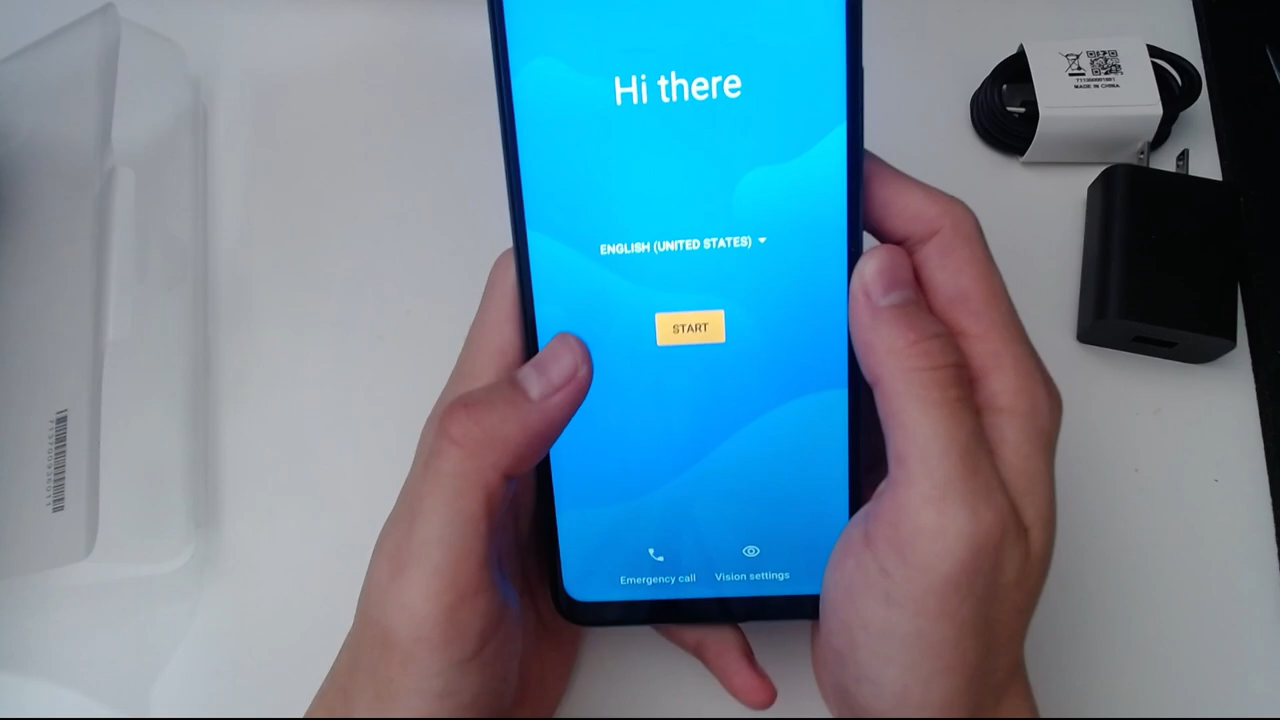 Hi there
ENGLISH (UNITED STATES)
START
Emergency call
Vision settings
MADE IN CHINA